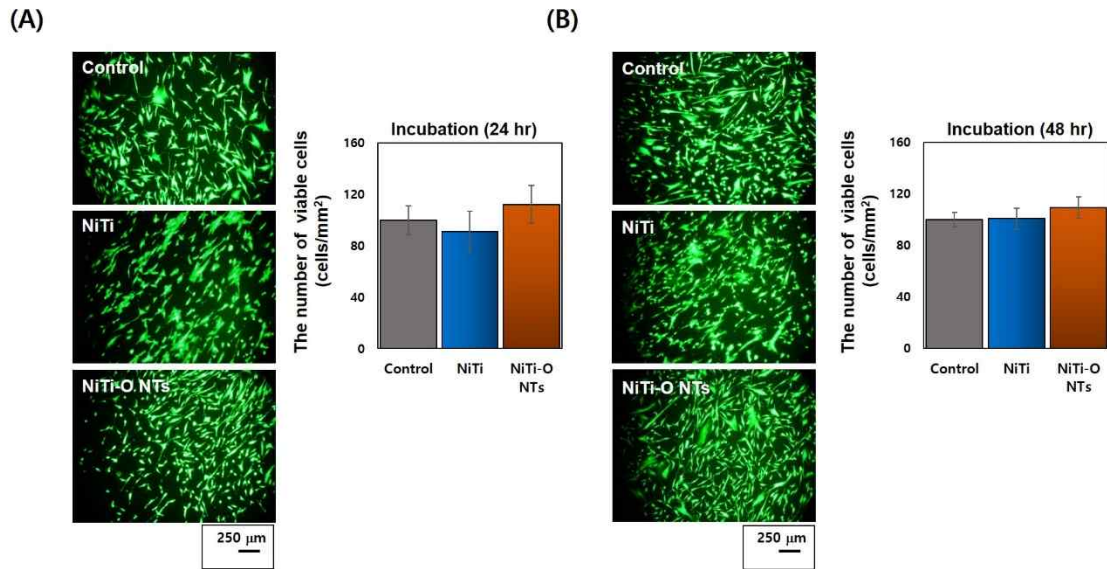 (A)
Control
NiTi
NiTi-O NTs
250 μm
Incubation (24 hr)
The number of viable cells
(cells/mm²)
160
120
80
40
0
Control
NiTi
NiTi-O
NTs
(B)
Control
NiTi
NiTi-O NTs
250 μm
Incubation (48 hr)
The number of viable cells
(cells/mm²)
160
120
80
40
0
Control
NiTi
NiTi-O
NTs